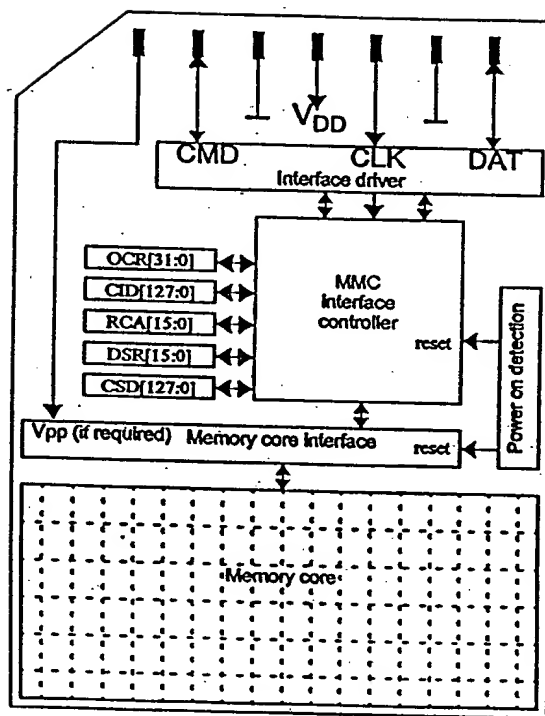 VDD
CMD CLK DAT
Interface driver
OCR[31:0]
CID[127:0]
RCA[15:0]
DSR[15:0]
CSD[127:0]
MMC
Interface
controller
reset
Power on detection
Vpp (if required) Memory core interface reset
Memory core